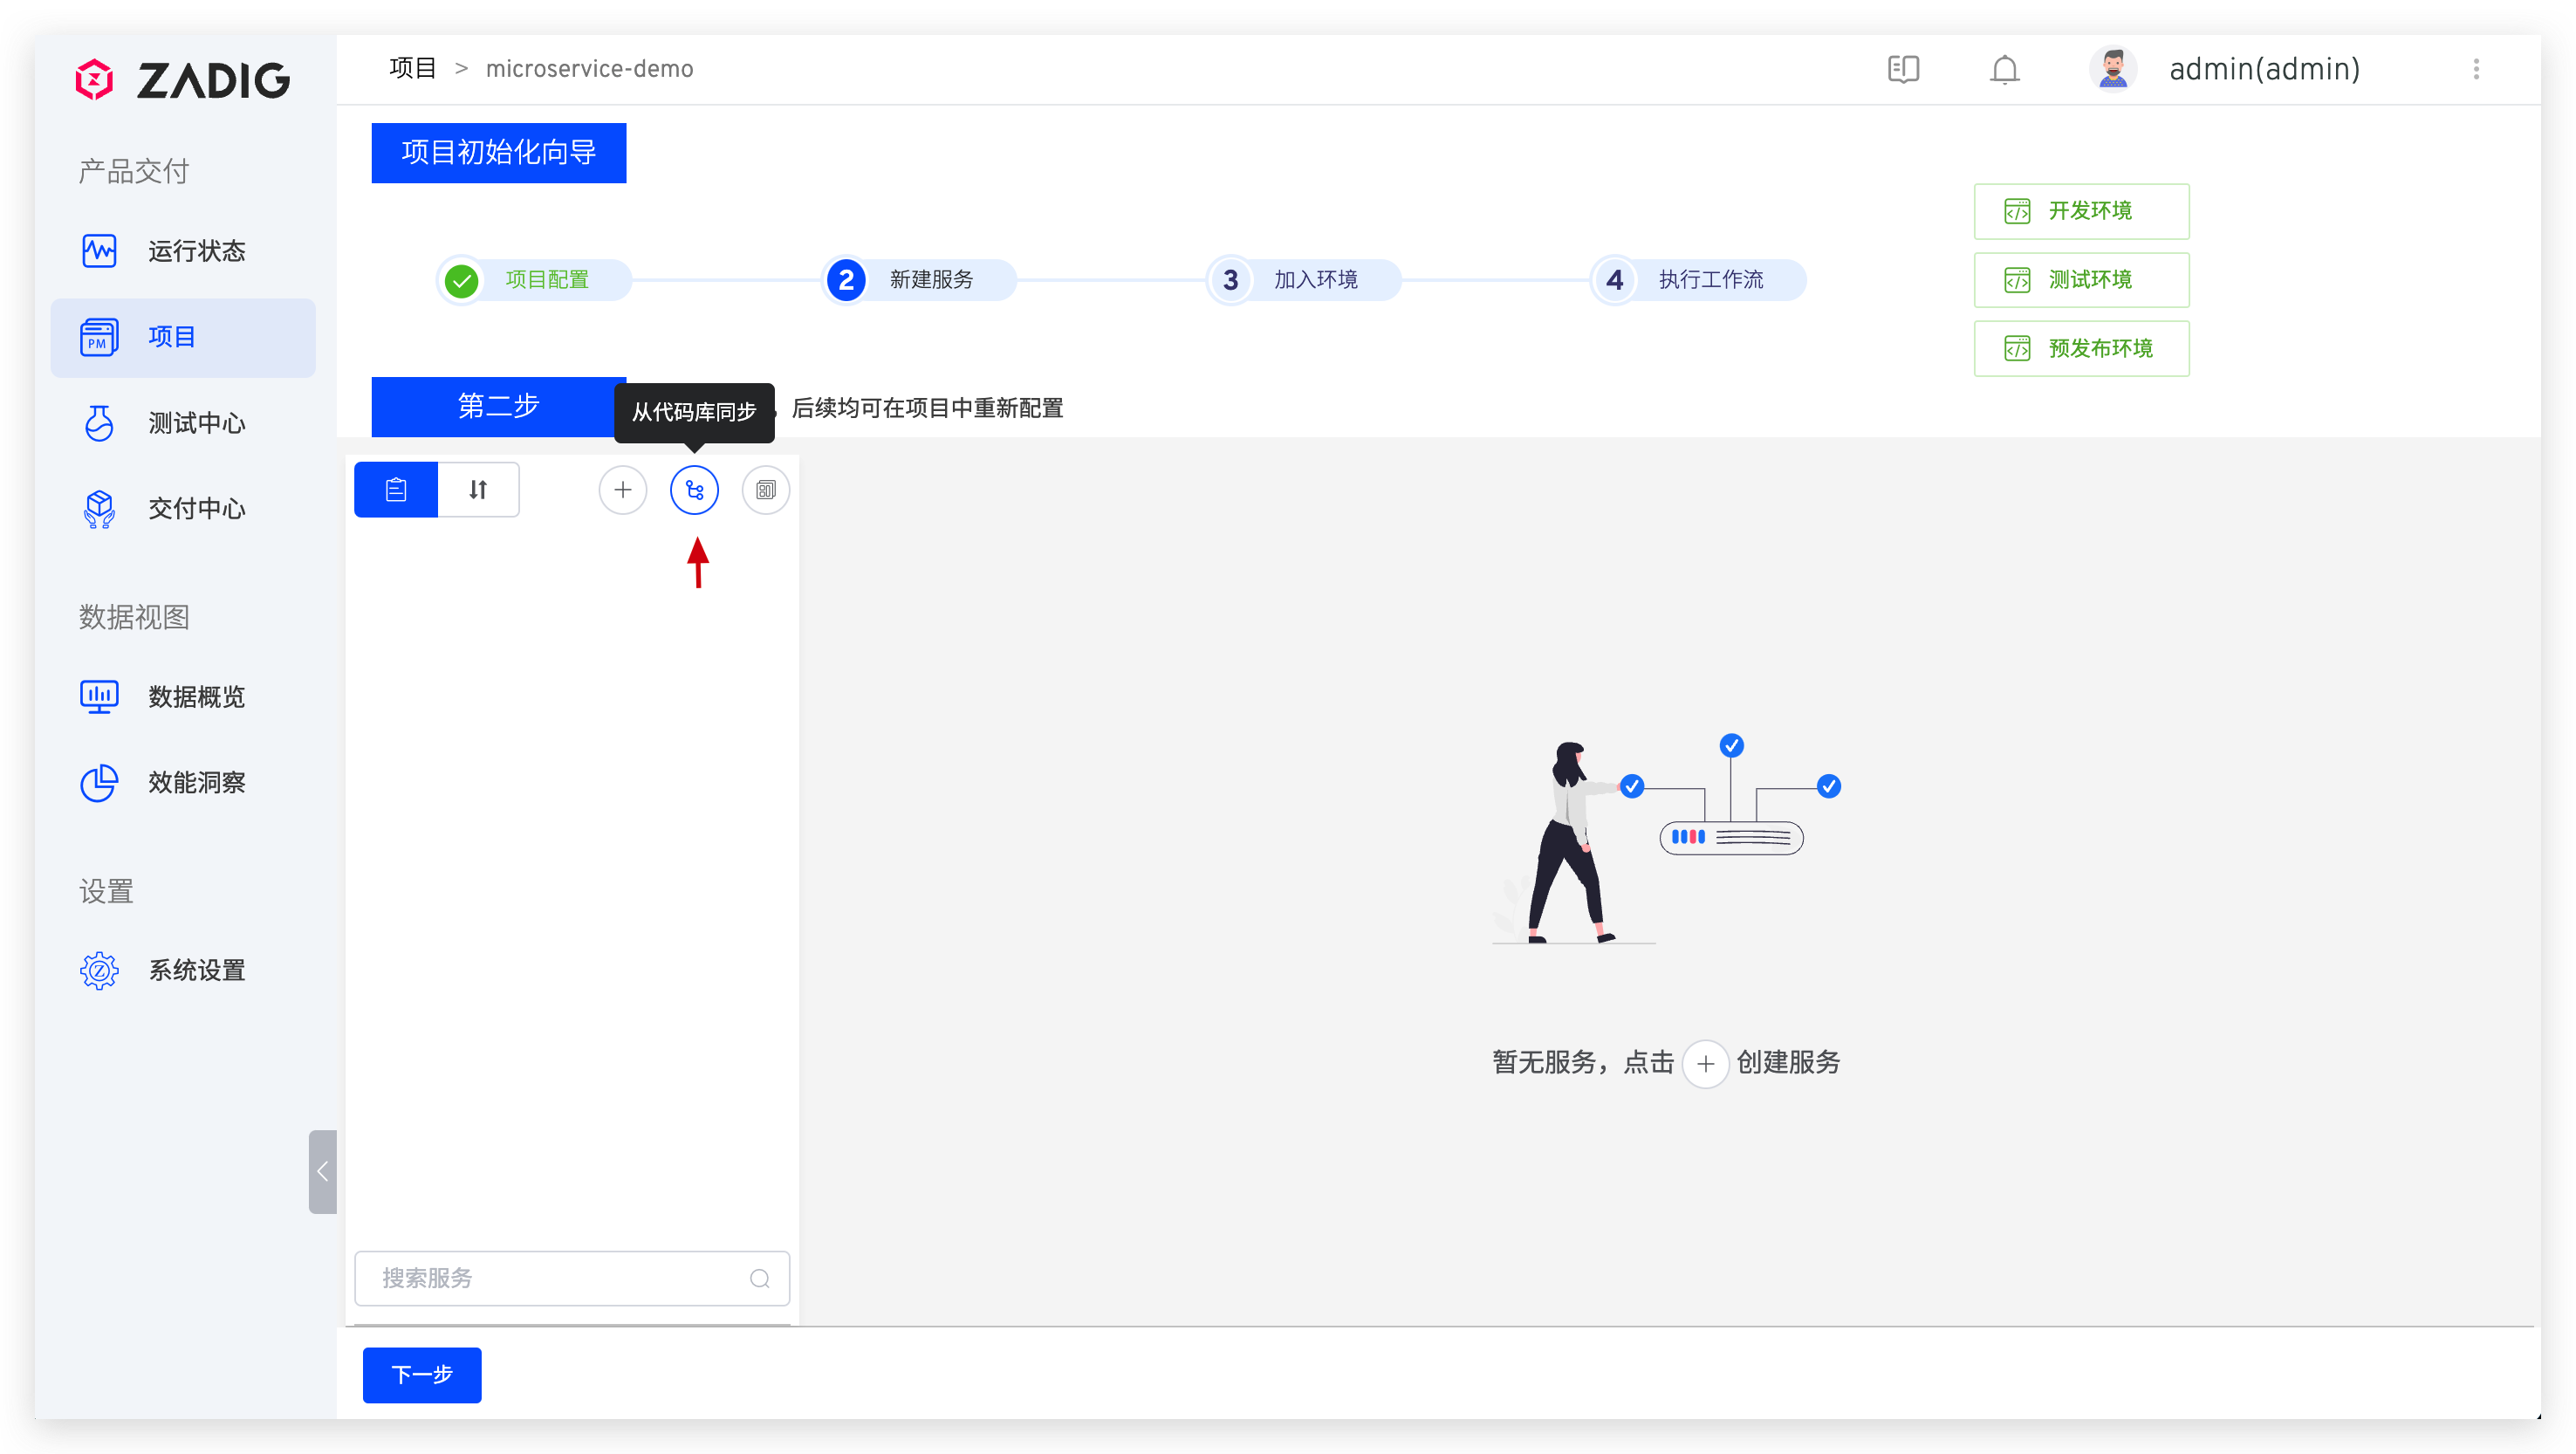 ZADIG
项目 > microservice-demo
admin(admin)
产品交付
运行状态
项目
PM
测试中心
交付中心
数据视图
数据概览
效能洞察
设置
系统设置
项目初始化向导
项目配置
2 新建服务
3 加入环境
4 执行工作流
开发环境
测试环境
预发布环境
第二步
从代码库同步
,后续均可在项目中重新配置
暂无服务，点击 + 创建服务
搜索服务
下一步